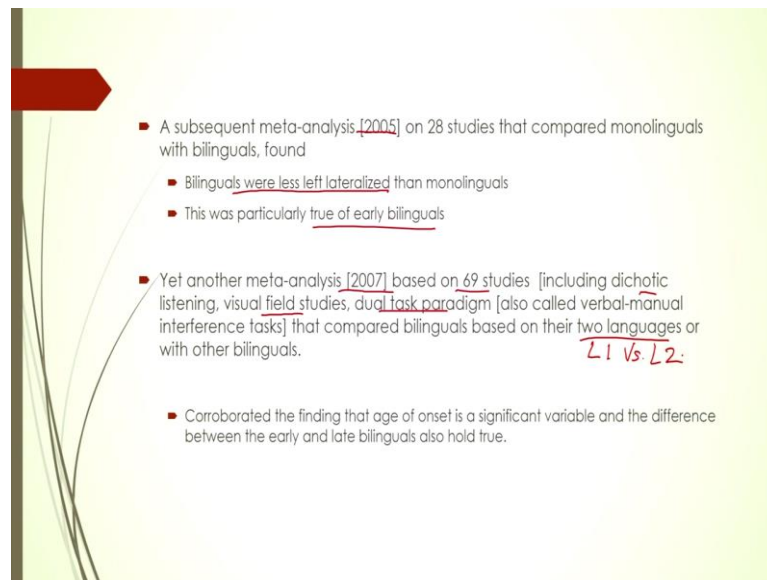 A subsequent meta-analysis [2005] on 28 studies that compared monolinguals
with bilinguals, found
Bilinguals were less left lateralized than monolinguals
This was particularly true of early bilinguals
Yet another meta-analysis [2007] based on 69 studies [including dichotic
listening, visual field studies, dual task paradigm [also called verbal-manual
interference tasks] that compared bilinguals based on their two languages or
with other bilinguals.
L1 Vs. L2.
Corroborated the finding that age of onset is a significant variable and the difference
between the early and late bilinguals also hold true.